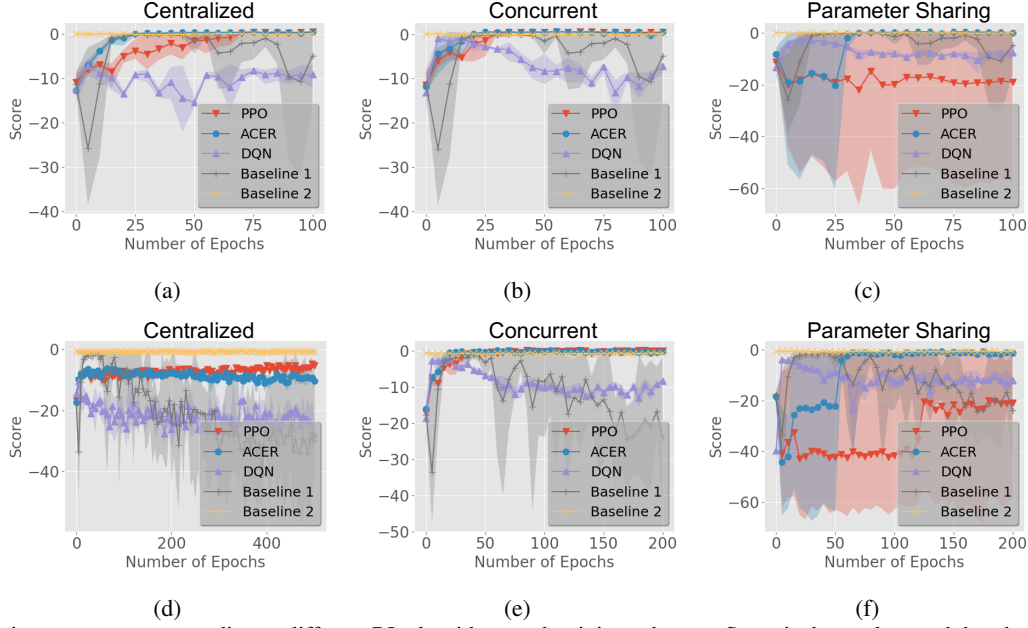 Centralized
0
−10
−20
−30
−40
Score
0 25 50 75 100
Number of Epochs
PPO
ACER
DQN
Baseline 1
Baseline 2
(a)
Concurrent
0
−10
−20
−30
−40
Score
0 25 50 75 100
Number of Epochs
PPO
ACER
DQN
Baseline 1
Baseline 2
(b)
Parameter Sharing
0
−20
−40
−60
Score
0 25 50 75 100
Number of Epochs
PPO
ACER
DQN
Baseline 1
Baseline 2
(c)
Centralized
0
−20
−40
Score
0 200 400
Number of Epochs
PPO
ACER
DQN
Baseline 1
Baseline 2
(d)
Concurrent
0
−10
−20
−30
−40
−50
Score
0 50 100 150 200
Number of Epochs
PPO
ACER
DQN
Baseline 1
Baseline 2
(e)
Parameter Sharing
0
−20
−40
−60
Score
0 50 100 150 200
Number of Epochs
PPO
ACER
DQN
Baseline 1
Baseline 2
(f)